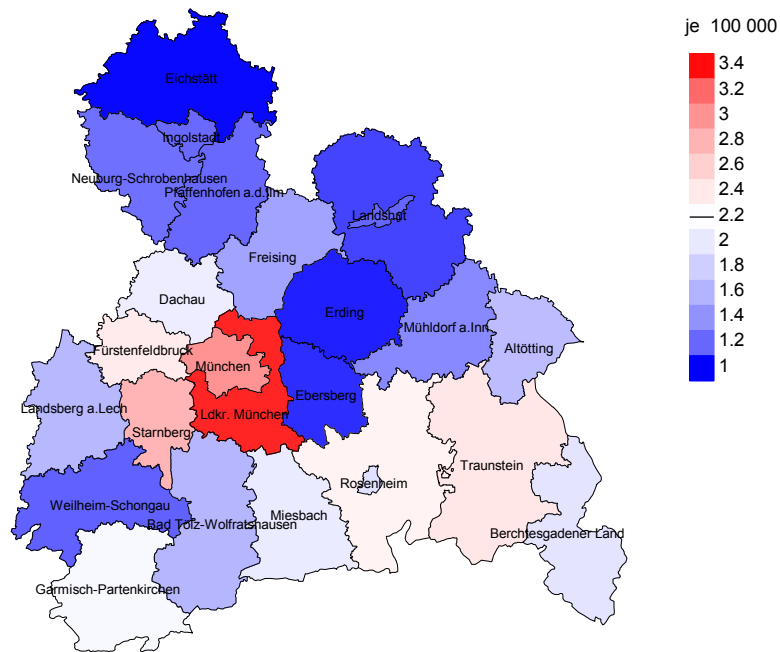 je 100 000
3.4
3.2
3
2.8
2.6
2.4
2.2
2
1.8
1.6
1.4
1.2
1
Eichstätt
Ingolstadt
Neuburg-Schrobenhausen
Pfaffenhofen a.d.Ilm
Landshut
Freising
Dachau
Erding
Mühldorf a.Inn
Altötting
Fürstenfeldbruck
München
Ebersberg
Landsberg a.Lech
Starnberg
Ldkr. München
Traunstein
Rosenheim
Weilheim-Schongau
Miesbach
Bad Tölz-Wolfratshausen
Berchtesgadener Land
Garmisch-Partenkirchen